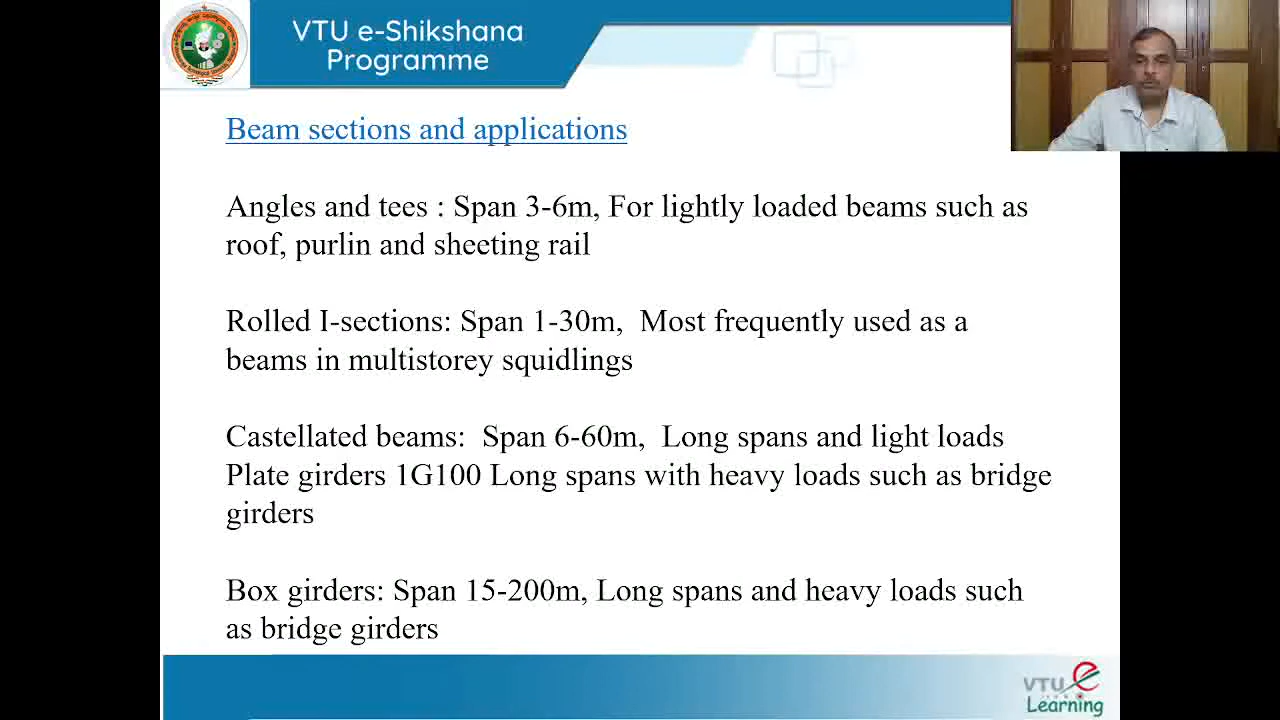 VTU e-Shikshana
Programme
Beam sections and applications
Angles and tees : Span 3-6m, For lightly loaded beams such as
roof, purlin and sheeting rail
Rolled I-sections: Span 1-30m, Most frequently used as a
beams in multistorey squidlings
Castellated beams: Span 6-60m, Long spans and light loads
Plate girders 1G100 Long spans with heavy loads such as bridge
girders
Box girders: Span 15-200m, Long spans and heavy loads such
as bridge girders
VTU e
Learning